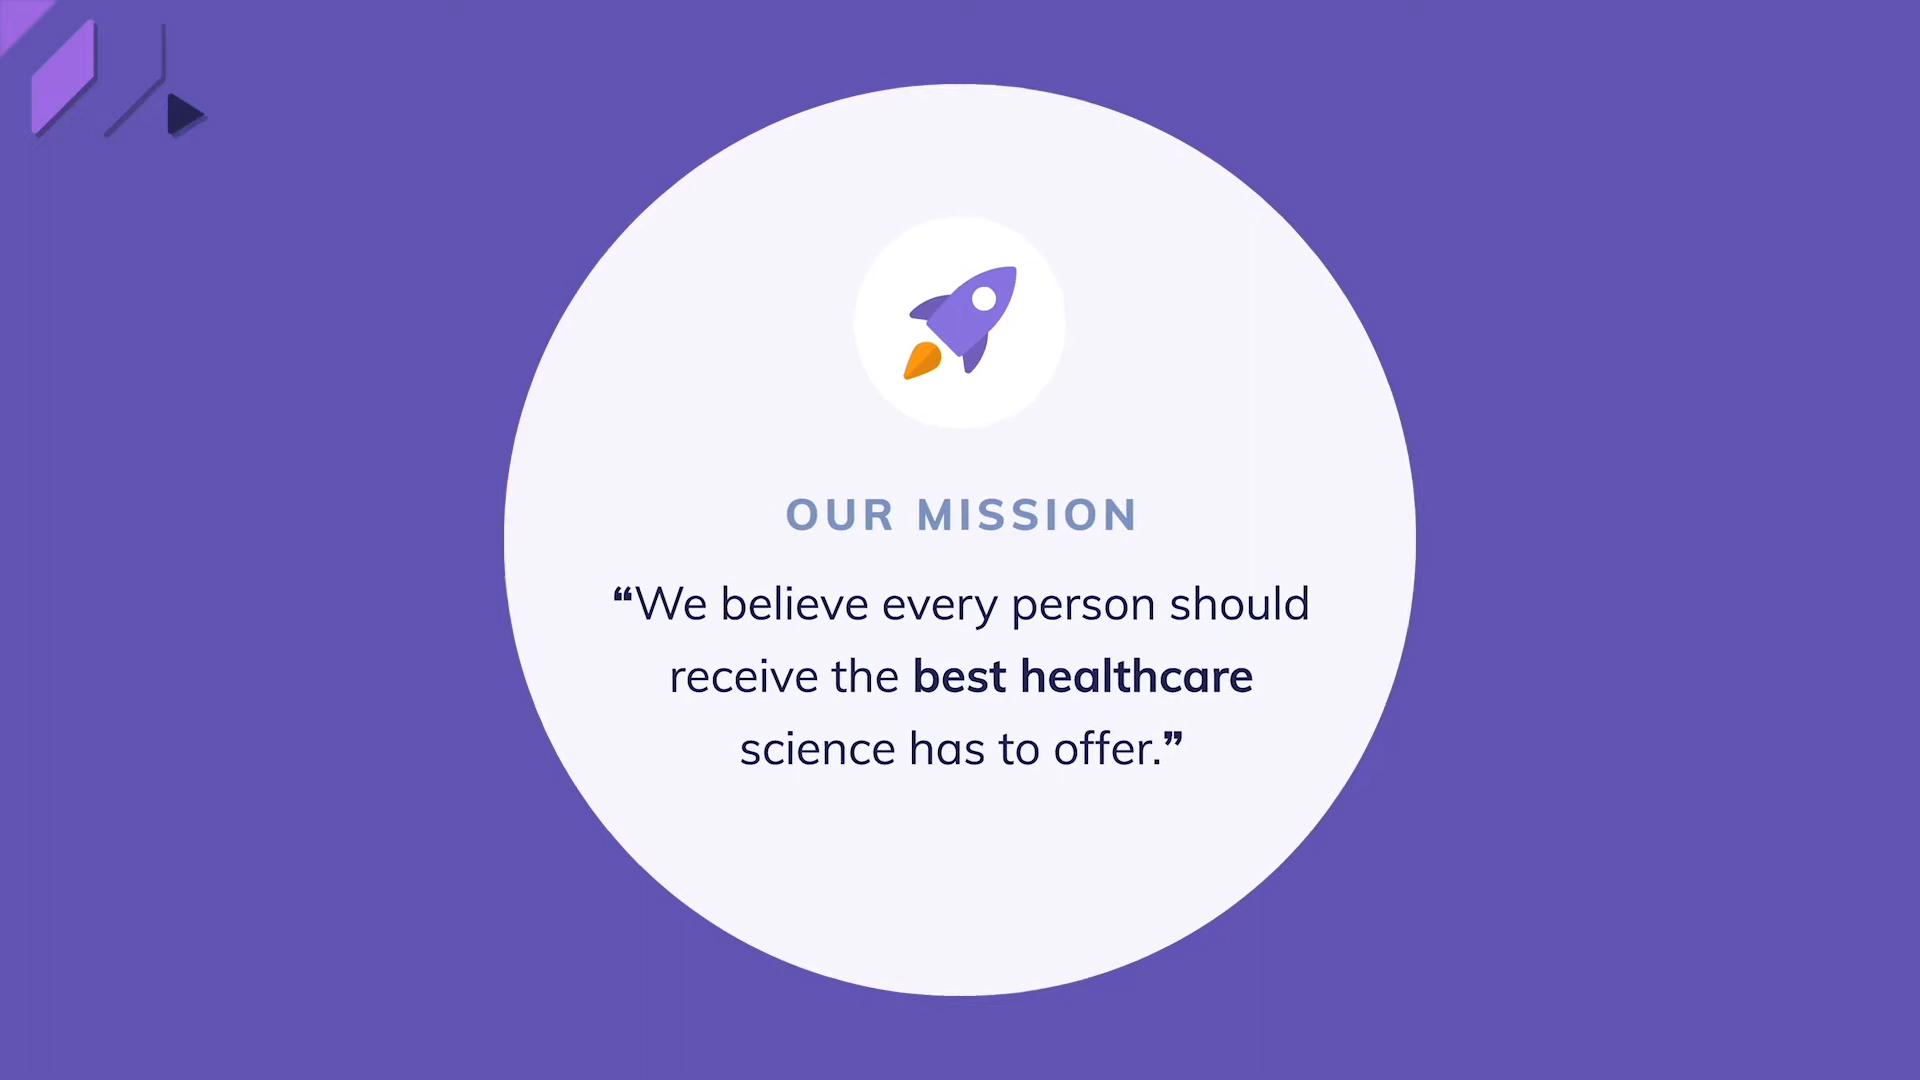 OUR MISSION
❝We believe every person should
receive the best healthcare
science has to offer.❞